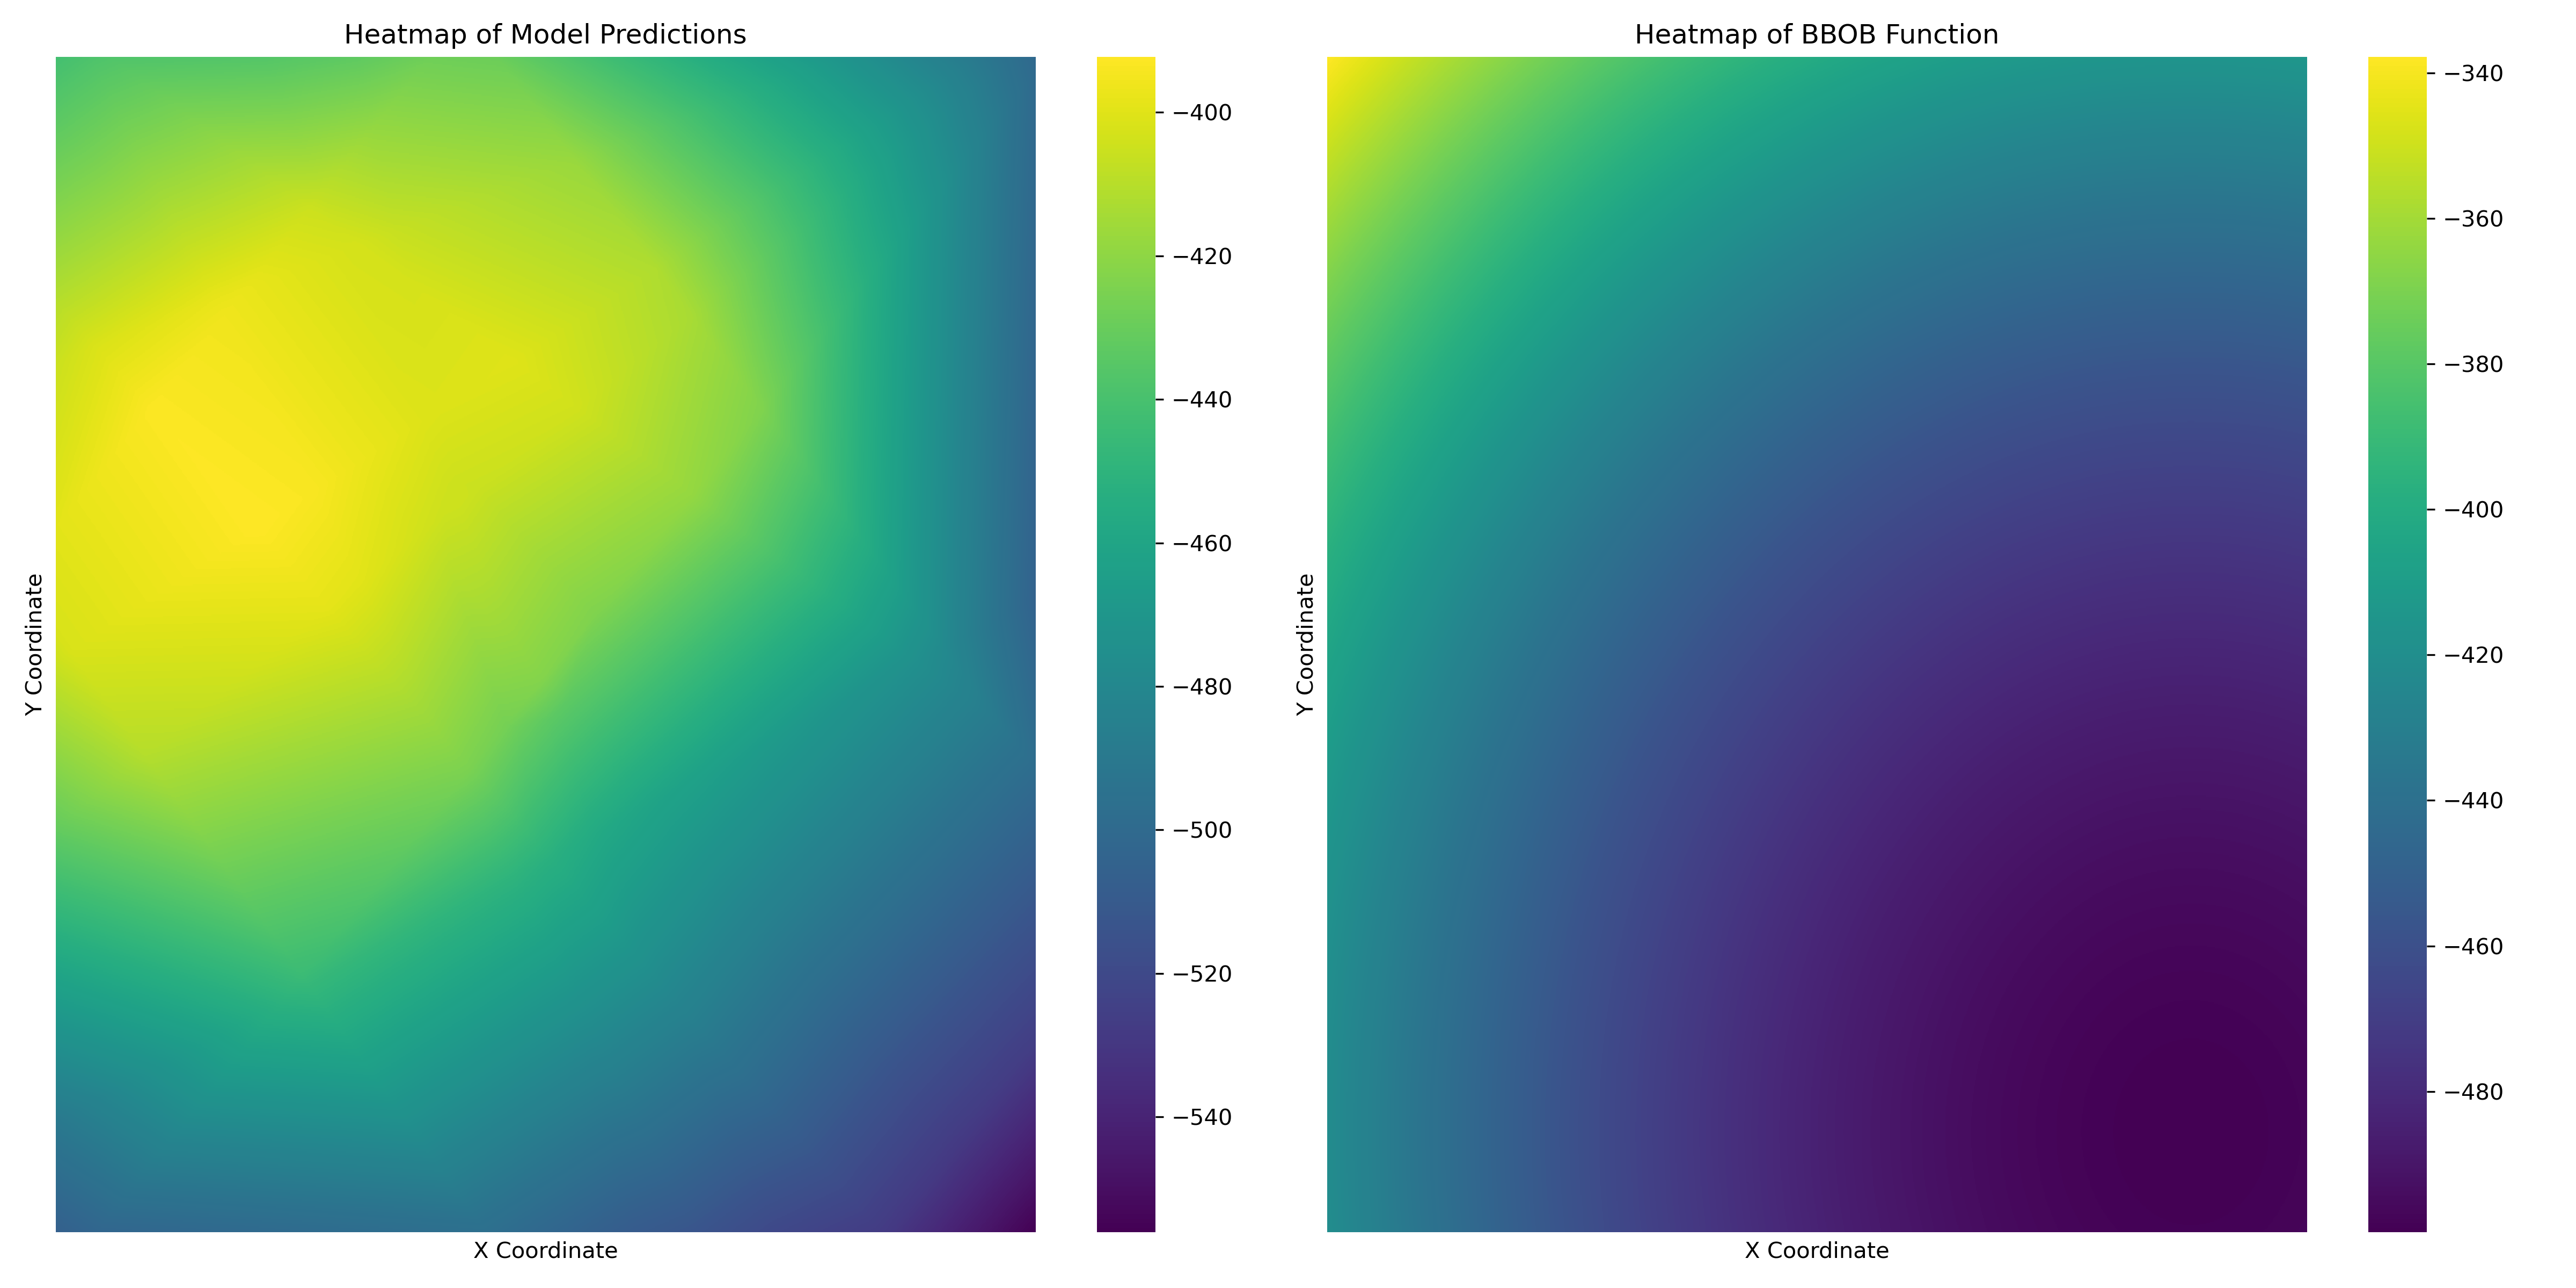 Heatmap of Model Predictions
Y Coordinate
X Coordinate
−400
−420
−440
−460
−480
−500
−520
−540
Heatmap of BBOB Function
Y Coordinate
X Coordinate
−340
−360
−380
−400
−420
−440
−460
−480